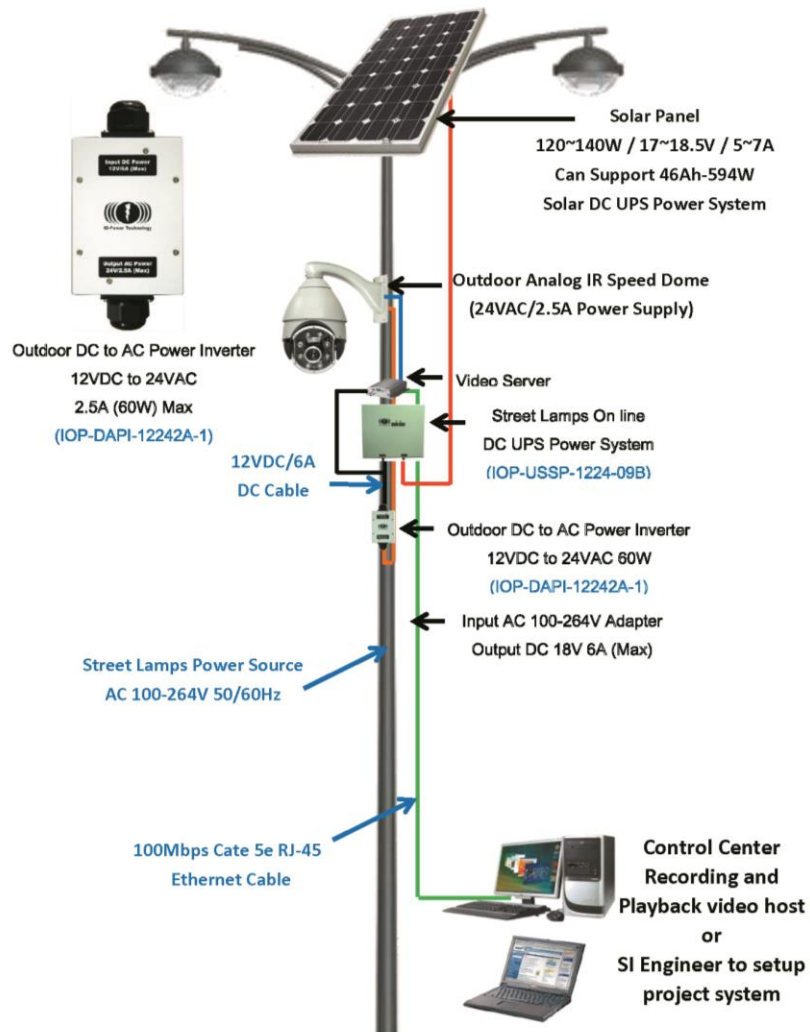 Solar Panel
120~140W / 17~18.5V / 5~7A
Can Support 46Ah-594W
Solar DC UPS Power System
Input DC Power
12V/6A (Max)
Output AC Power
24V/2.5A (Max)
Outdoor DC to AC Power Inverter
12VDC to 24VAC
2.5A (60W) Max
(IOP-DAPI-12242A-1)
Outdoor Analog IR Speed Dome
(24VAC/2.5A Power Supply)
Video Server
Street Lamps On line
DC UPS Power System
(IOP-USSP-1224-09B)
12VDC/6A
DC Cable
Outdoor DC to AC Power Inverter
12VDC to 24VAC 60W
(IOP-DAPI-12242A-1)
Input AC 100-264V Adapter
Output DC 18V 6A (Max)
Street Lamps Power Source
AC 100-264V 50/60Hz
100Mbps Cate 5e RJ-45
Ethernet Cable
Control Center
Recording and
Playback video host
or
SI Engineer to setup
project system